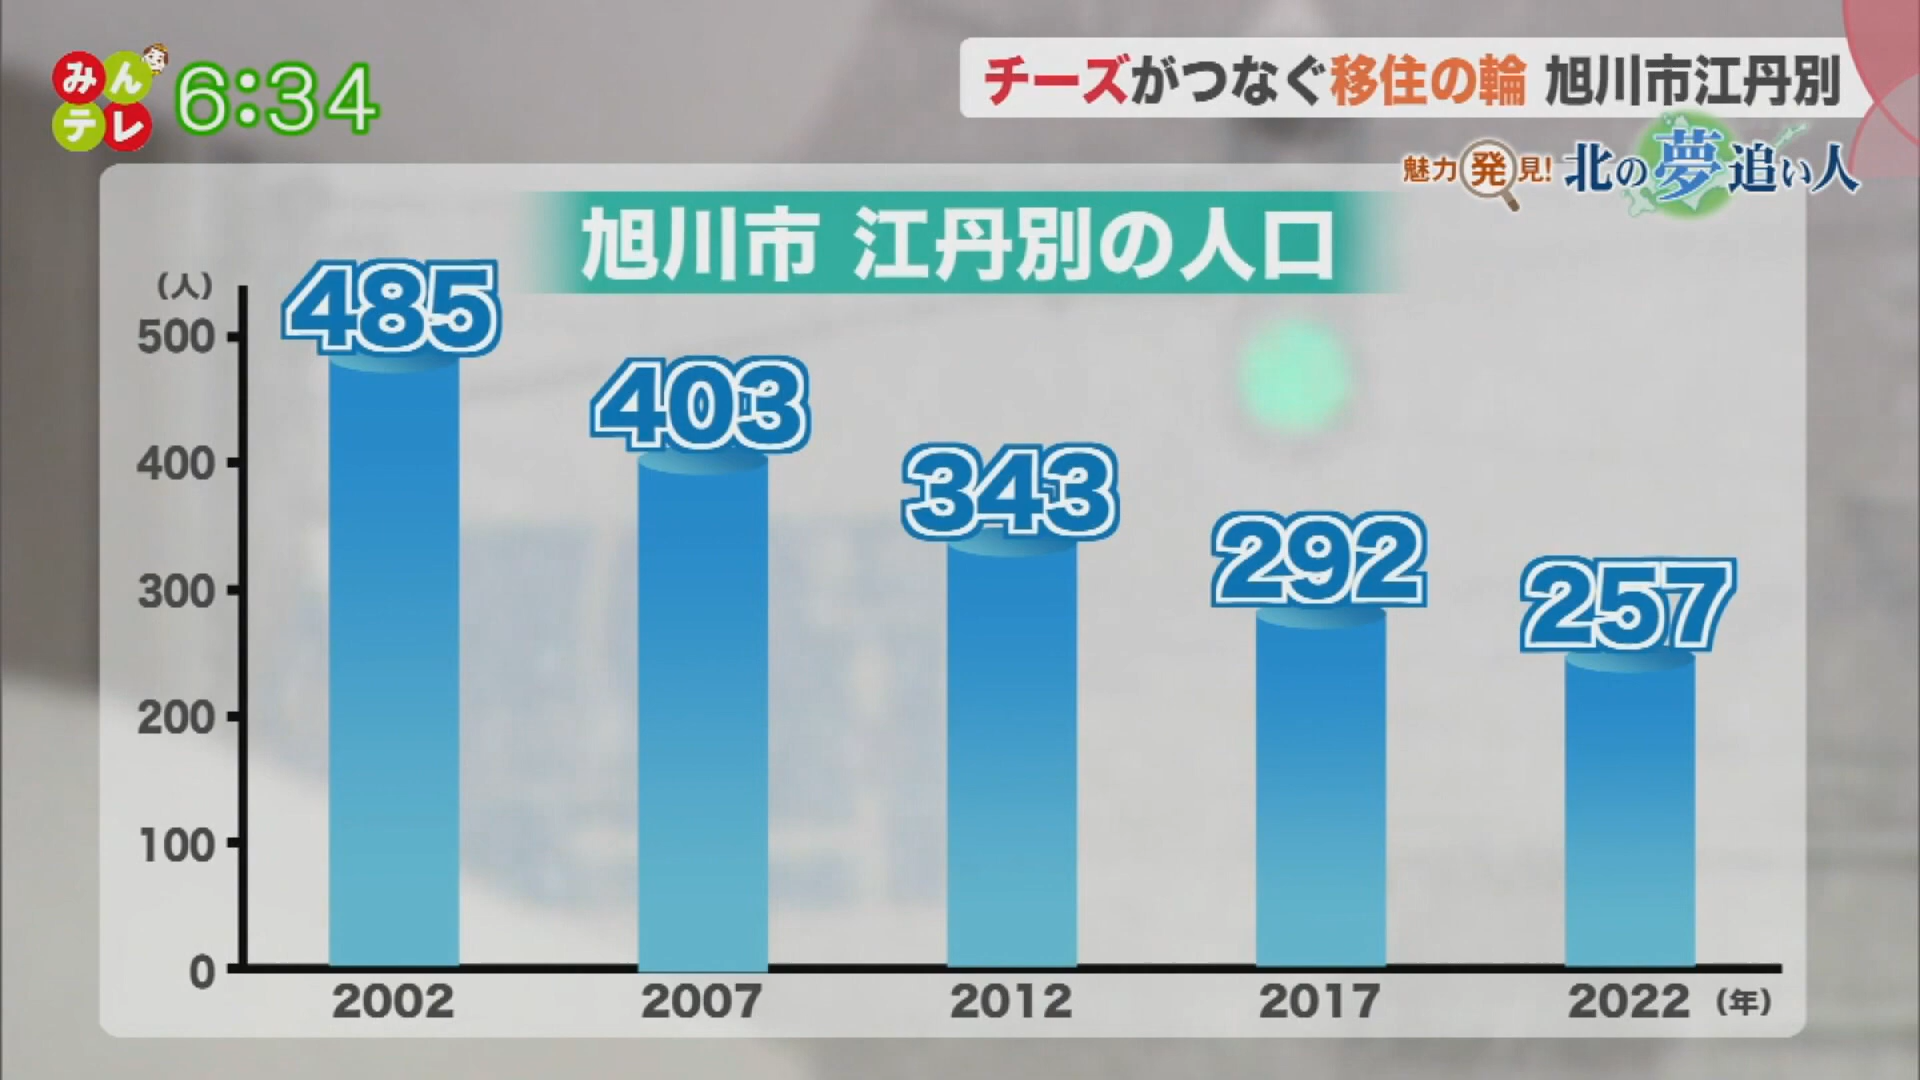 みんテレ
6:34
チーズがつなぐ移住の輪 旭川市江丹別
魅力発見! 北の夢追い人
旭川市 江丹別の人口
(人)
500
400
300
200
100
0
485
403
343
292
257
2002 2007 2012 2017 2022 (年)